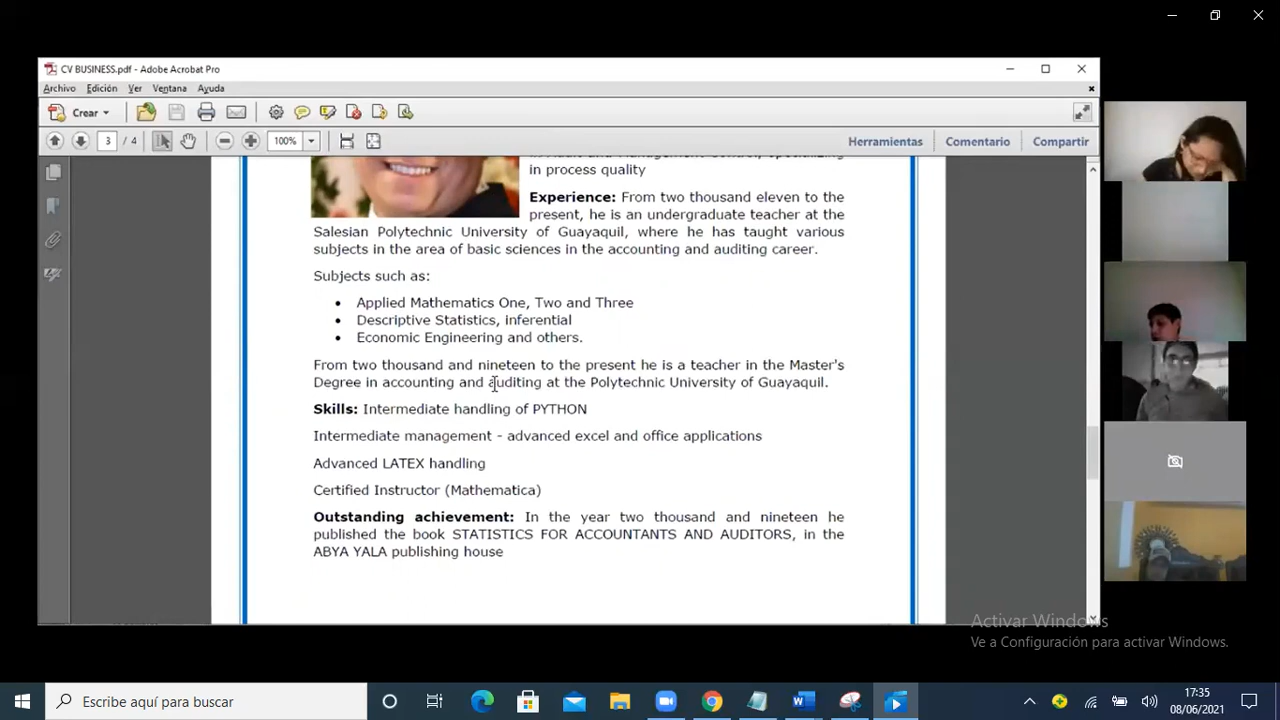 CV BUSINESS.pdf - Adobe Acrobat Pro
Archivo Edición Ver Ventana Ayuda
Crear
3 / 4 100% Herramientas Comentario Compartir
in process quality
Experience: From two thousand eleven to the
present, he is an undergraduate teacher at the
Salesian Polytechnic University of Guayaquil, where he has taught various
subjects in the area of basic sciences in the accounting and auditing career.
Subjects such as:
• Applied Mathematics One, Two and Three
• Descriptive Statistics, inferential
• Economic Engineering and others.
From two thousand and nineteen to the present he is a teacher in the Master's
Degree in accounting and auditing at the Polytechnic University of Guayaquil.
Skills: Intermediate handling of PYTHON
Intermediate management - advanced excel and office applications
Advanced LATEX handling
Certified Instructor (Mathematica)
Outstanding achievement: In the year two thousand and nineteen he
published the book STATISTICS FOR ACCOUNTANTS AND AUDITORS, in the
ABYA YALA publishing house
Activar Windows
Ve a Configuración para activar Windows.
Escribe aquí para buscar
17:35
08/06/2021